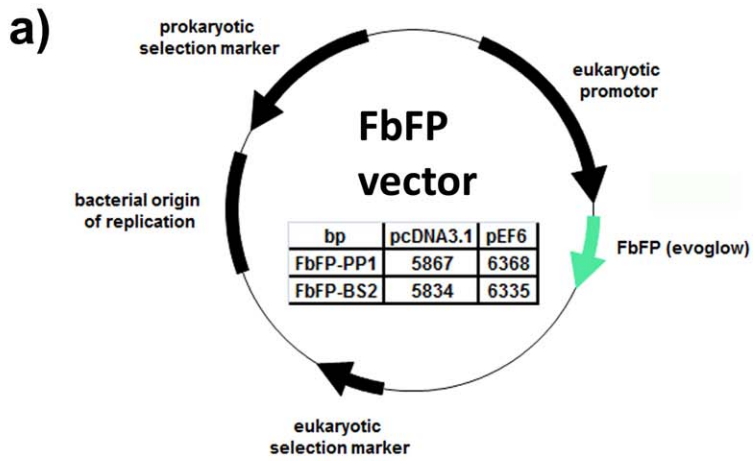 a)
prokaryotic
selection marker
eukaryotic
promotor
FbFP
vector
bacterial origin
of replication
bp pcDNA3.1 pEF6
FbFP-PP1 5867 6368
FbFP-BS2 5834 6335
FbFP (evoglow)
eukaryotic
selection marker